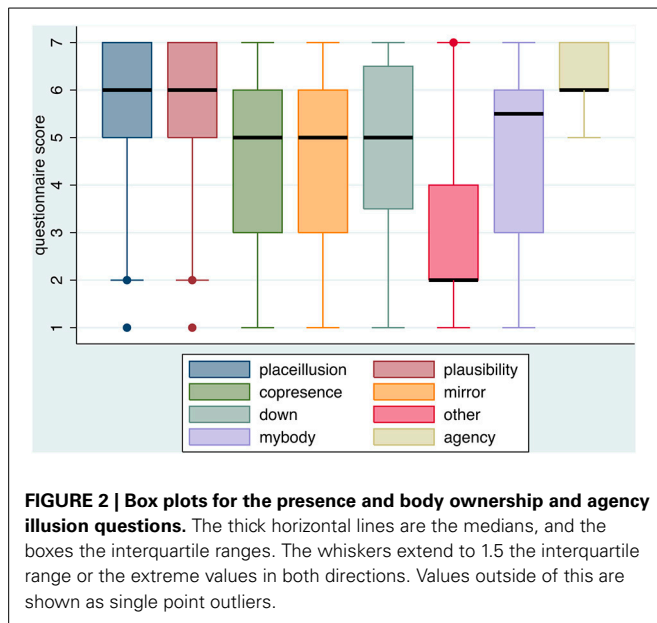 7
6
5
4
3
2
1
questionnaire score
placeillusion plausibility
copresence mirror
down other
mybody agency
FIGURE 2 | Box plots for the presence and body ownership and agency
illusion questions. The thick horizontal lines are the medians, and the
boxes the interquartile ranges. The whiskers extend to 1.5 the interquartile
range or the extreme values in both directions. Values outside of this are
shown as single point outliers.